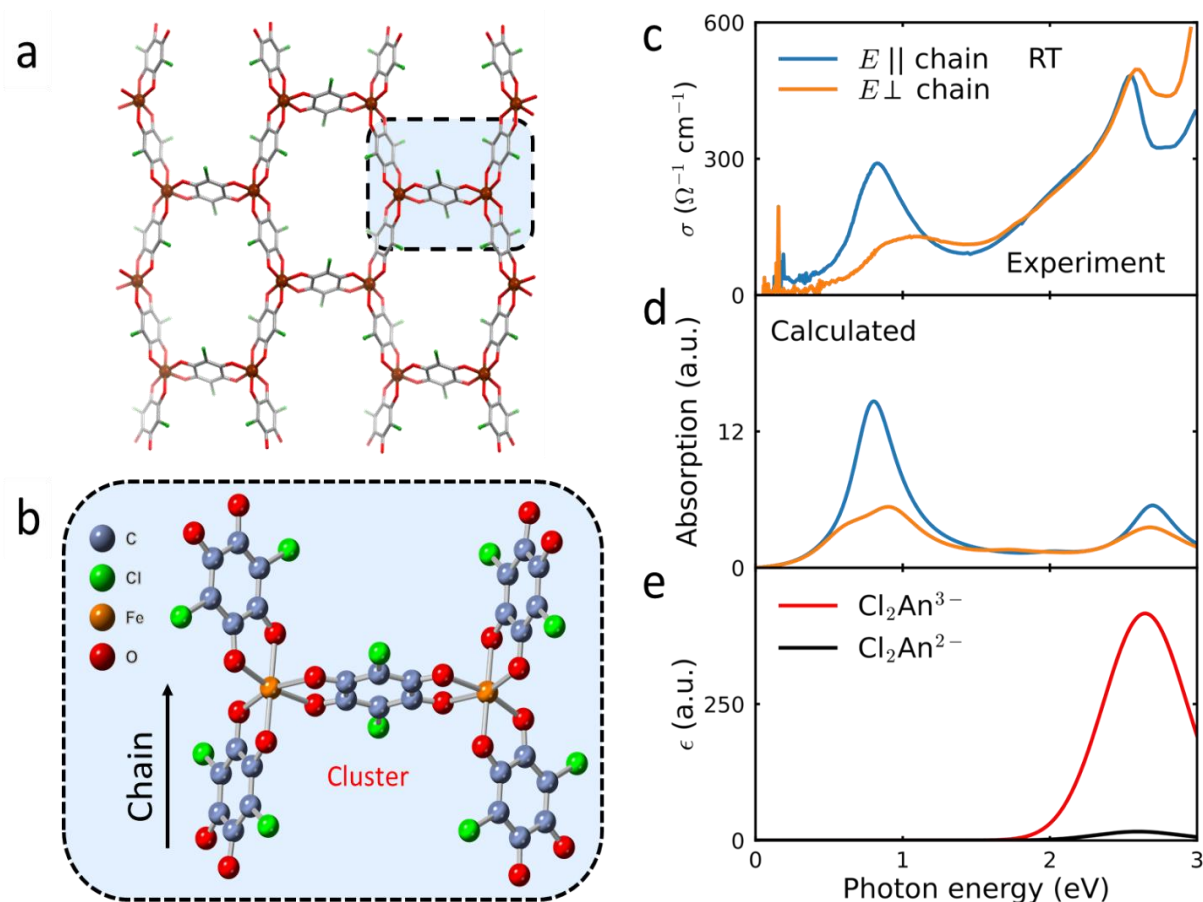 a
b
C
Cl
Fe
O
Chain
Cluster
c
600
300
0
σ (Ω⁻¹ cm⁻¹)
E || chain RT
E⊥ chain
Experiment
d
Calculated
12
0
Absorption (a.u.)
e
Cl₂An³⁻
Cl₂An²⁻
250
0
ϵ (a.u.)
0 1 2 3
Photon energy (eV)